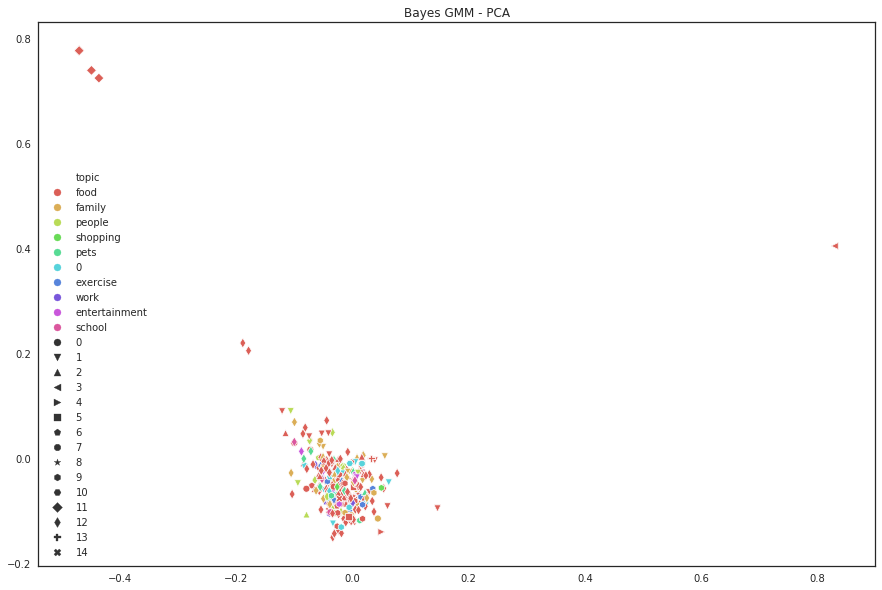 Bayes GMM - PCA
0.8
0.6
0.4
0.2
0.0
−0.2
topic
food
family
people
shopping
pets
0
exercise
work
entertainment
school
0
1
2
3
4
5
6
7
8
9
10
11
12
13
14
−0.4
−0.2
0.0
0.2
0.4
0.6
0.8